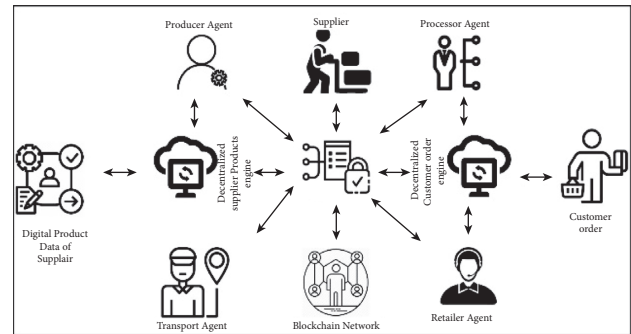 Producer Agent
Supplier
Processor Agent
Decentralized
supplier Products
engine
Decentralized
Customer order
engine
Digital Product
Data of
Supplair
Customer
order
Transport Agent
Blockchain Network
Retailer Agent